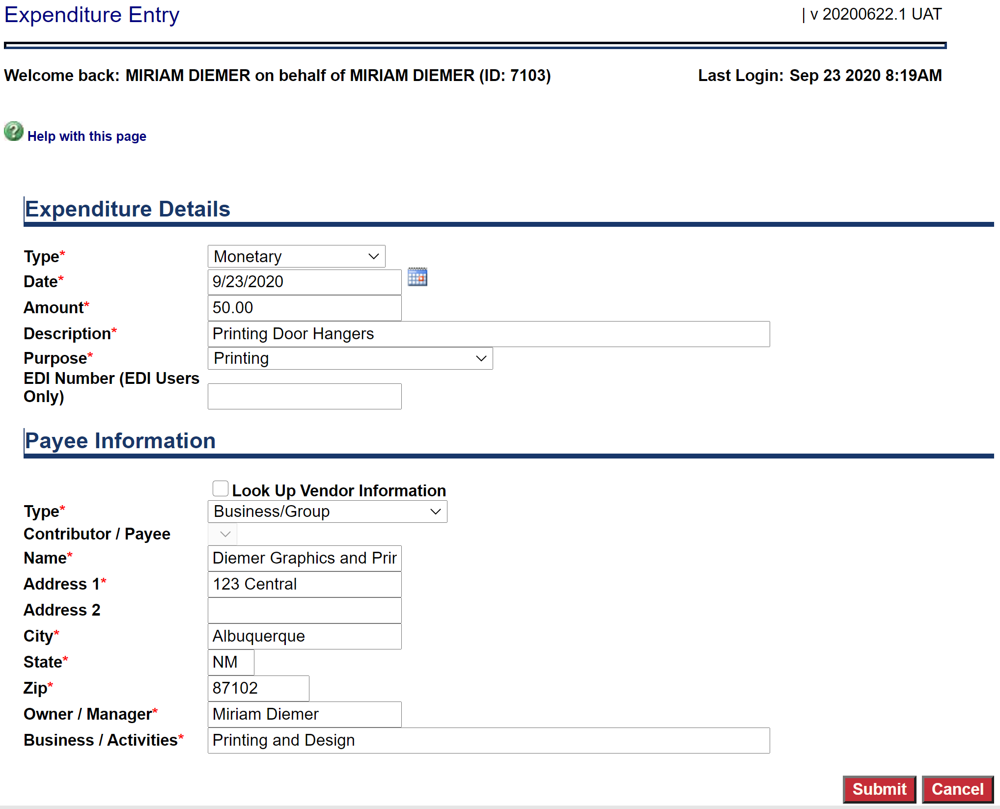 Expenditure Entry | v 20200622.1 UAT
Welcome back: MIRIAM DIEMER on behalf of MIRIAM DIEMER (ID: 7103) Last Login: Sep 23 2020 8:19AM
Help with this page
Expenditure Details
Type* Monetary
Date* 9/23/2020
Amount* 50.00
Description* Printing Door Hangers
Purpose* Printing
EDI Number (EDI Users
Only)
Payee Information
Look Up Vendor Information
Type* Business/Group
Contributor / Payee
Name* Diemer Graphics and Prin
Address 1* 123 Central
Address 2
City* Albuquerque
State* NM
Zip* 87102
Owner / Manager* Miriam Diemer
Business / Activities* Printing and Design
Submit Cancel